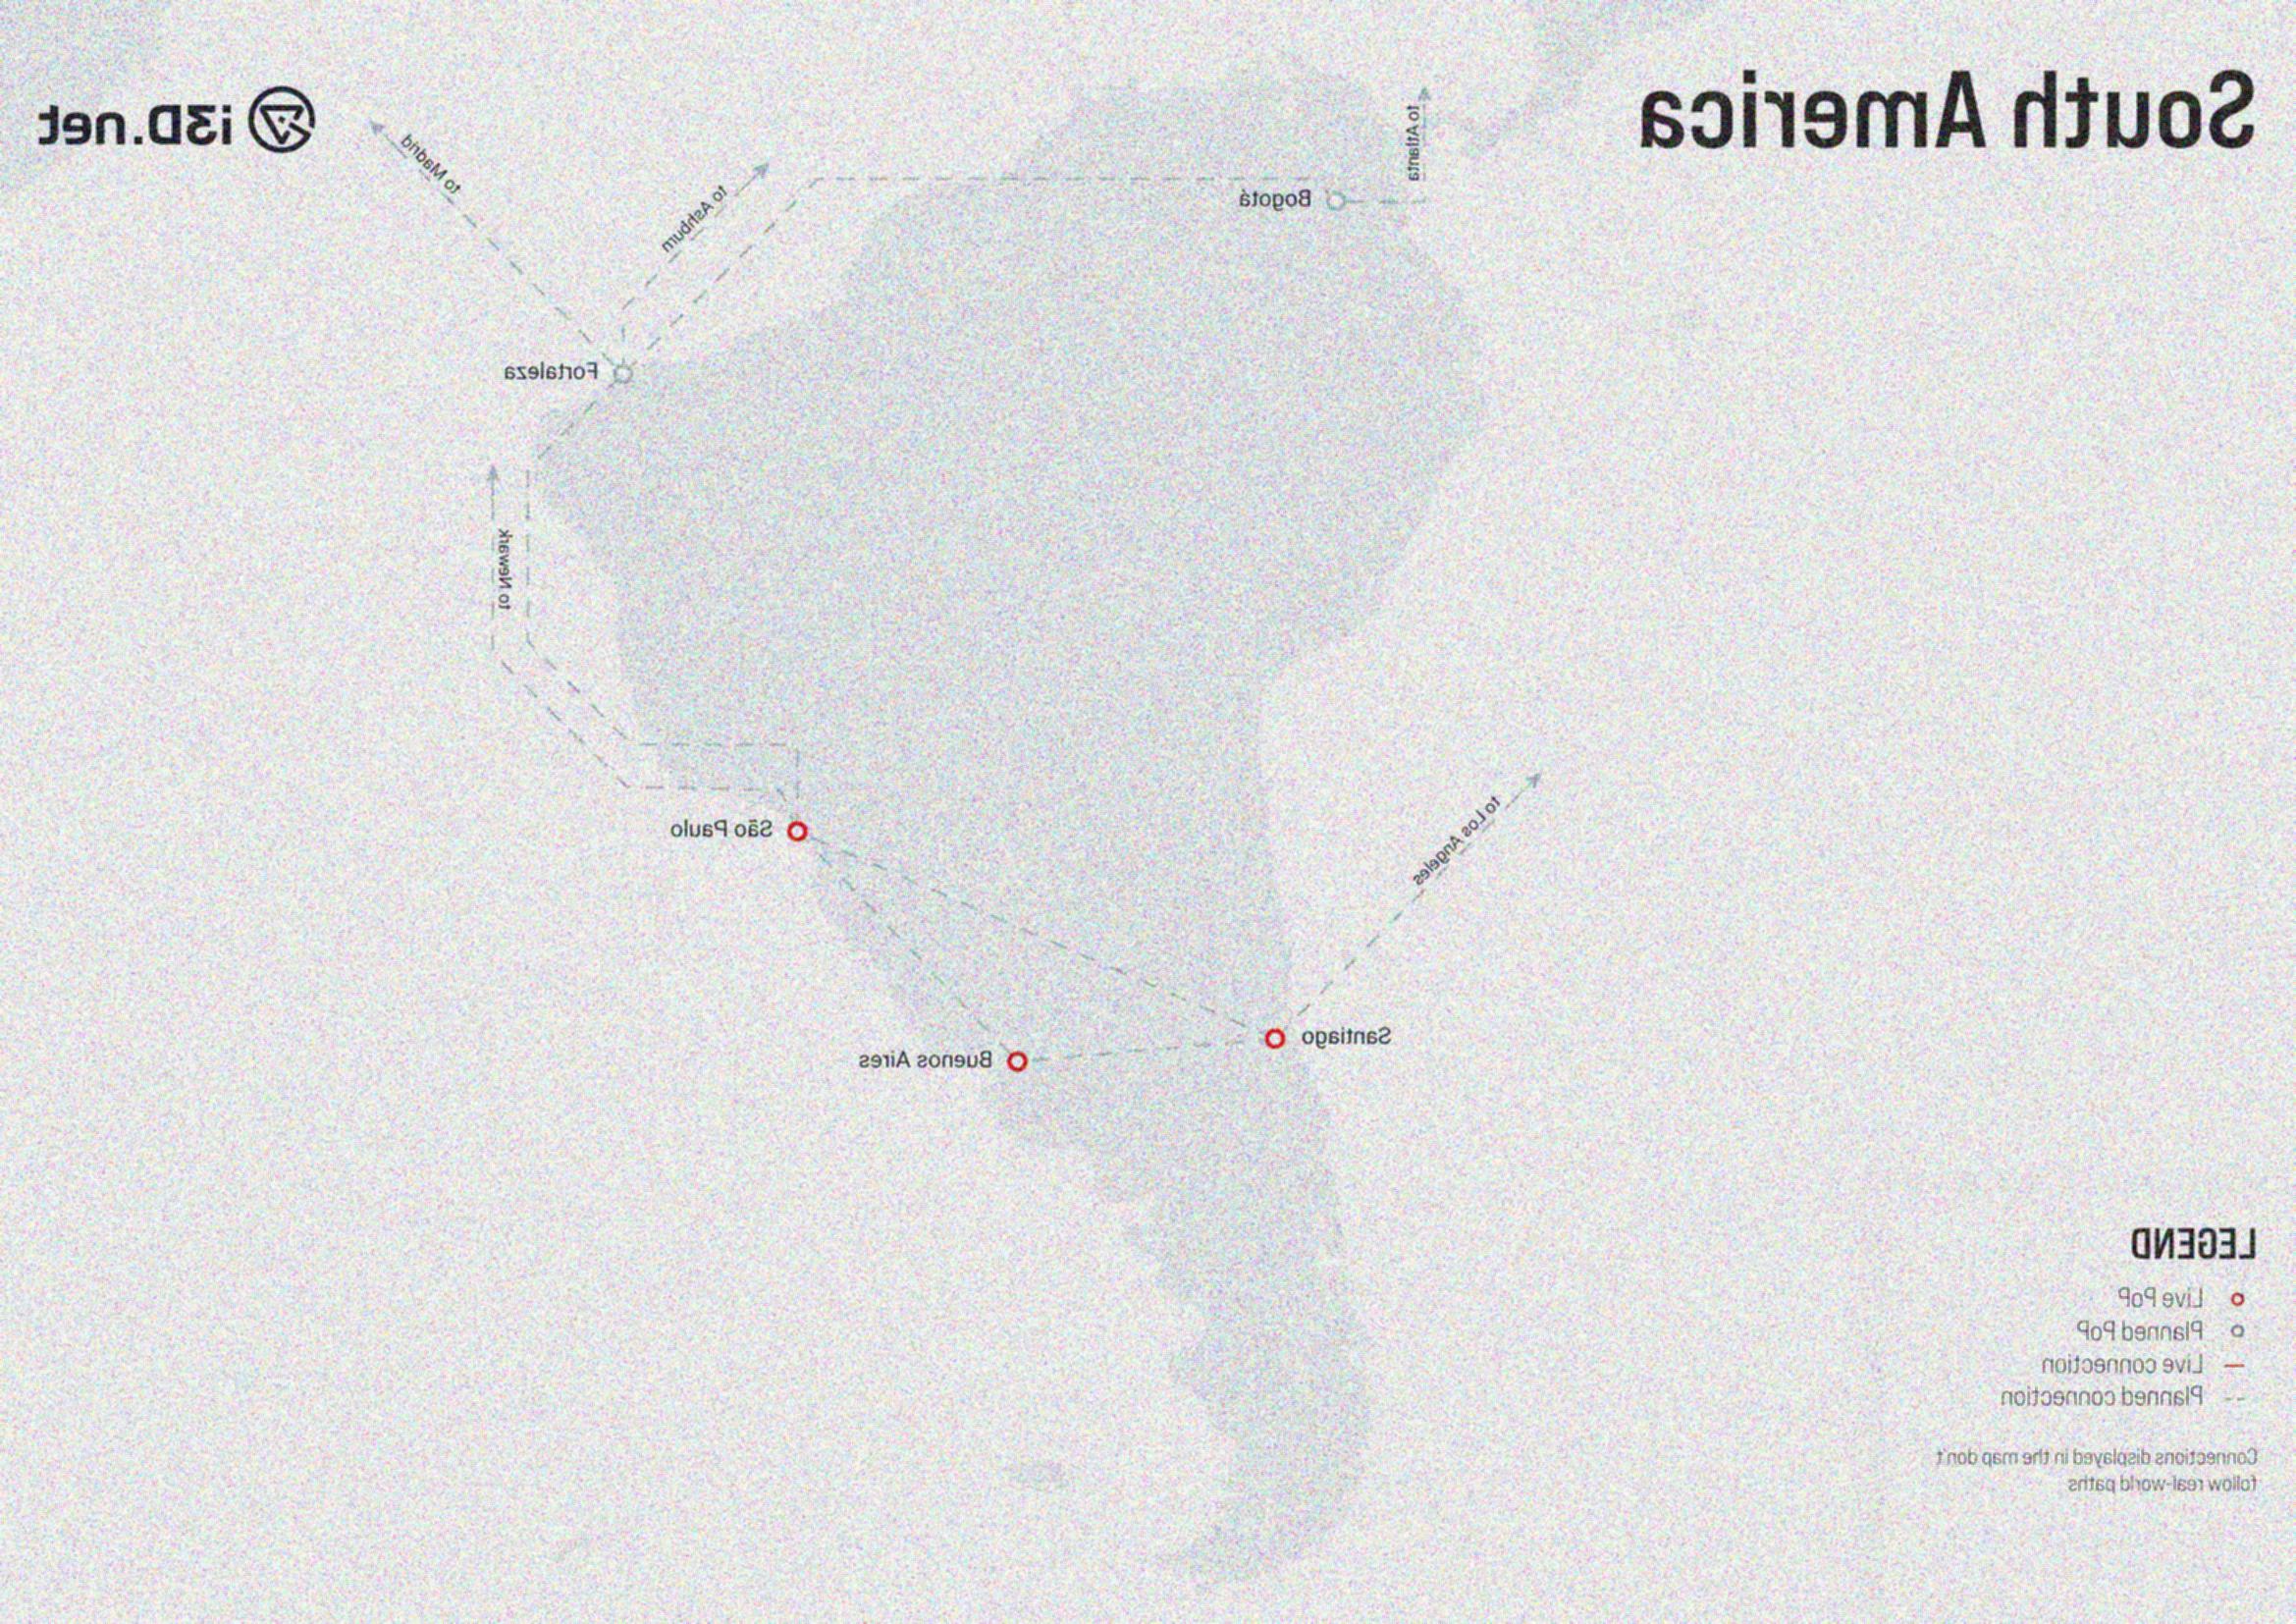 South America
i3D.net
to Atlanta
Bogotá
to Ashburn
to Madrid
Fortaleza
to Newark
São Paulo
to Los Angeles
Santiago
Buenos Aires
LEGEND
Live PoP
Planned PoP
Live connection
Planned connection
Connections displayed in the map don't
follow real-world paths